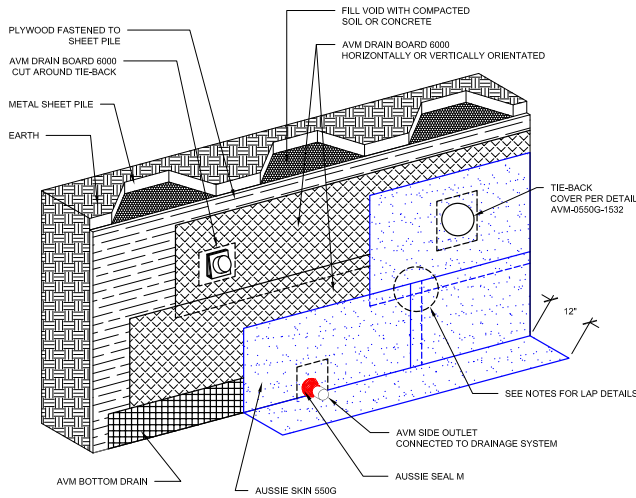 FILL VOID WITH COMPACTED
SOIL OR CONCRETE
PLYWOOD FASTENED TO
SHEET PILE
AVM DRAIN BOARD 6000
HORIZONTALLY OR VERTICALLY ORIENTATED
AVM DRAIN BOARD 6000
CUT AROUND TIE-BACK
METAL SHEET PILE
EARTH
TIE-BACK
COVER PER DETAIL
AVM-0550G-1532
12"
SEE NOTES FOR LAP DETAILS
AVM SIDE OUTLET
CONNECTED TO DRAINAGE SYSTEM
AUSSIE SEAL M
AVM BOTTOM DRAIN
AUSSIE SKIN 550G